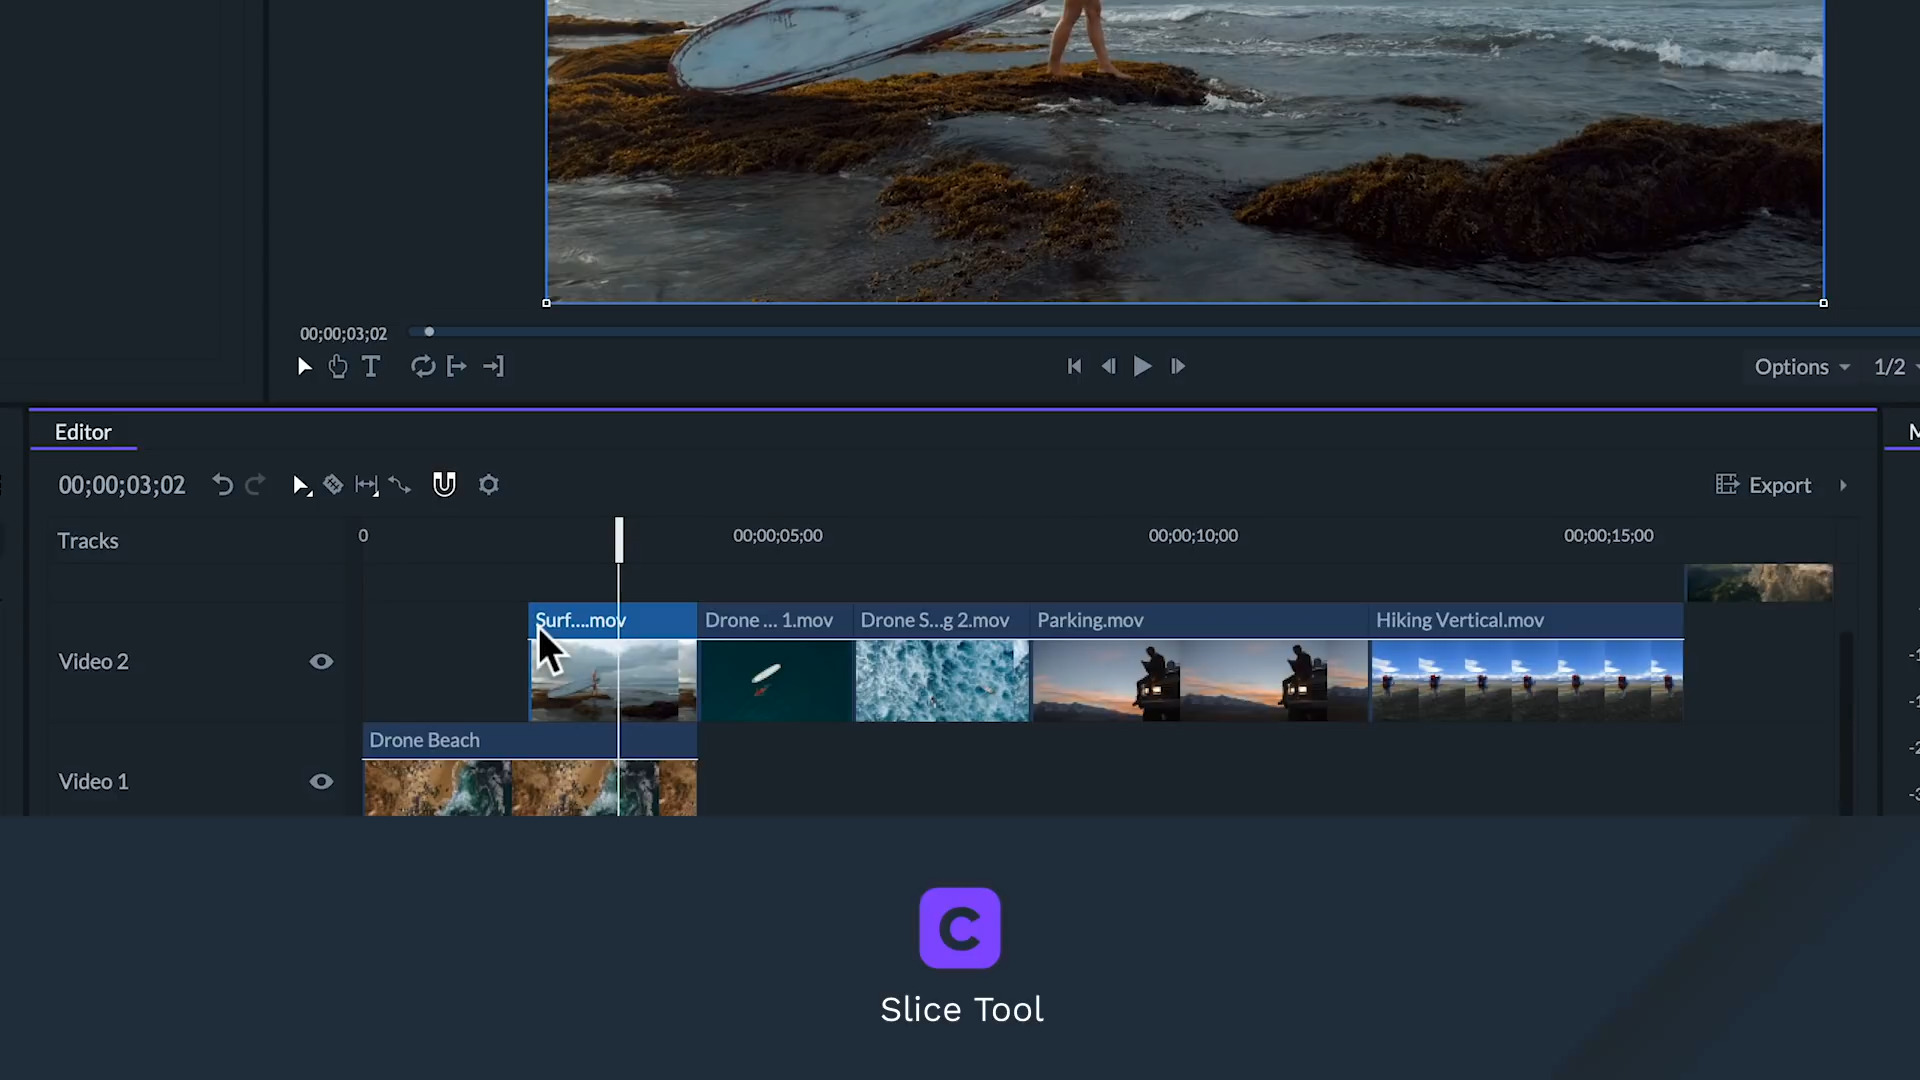 00;00;03;02
Options
1/2
Editor
00;00;03;02
Export
Tracks
0
00;00;05;00
00;00;10;00
00;00;15;00
Surf....mov
Drone ... 1.mov
Drone S...g 2.mov
Parking.mov
Hiking Vertical.mov
Video 2
Drone Beach
Video 1
C
Slice Tool